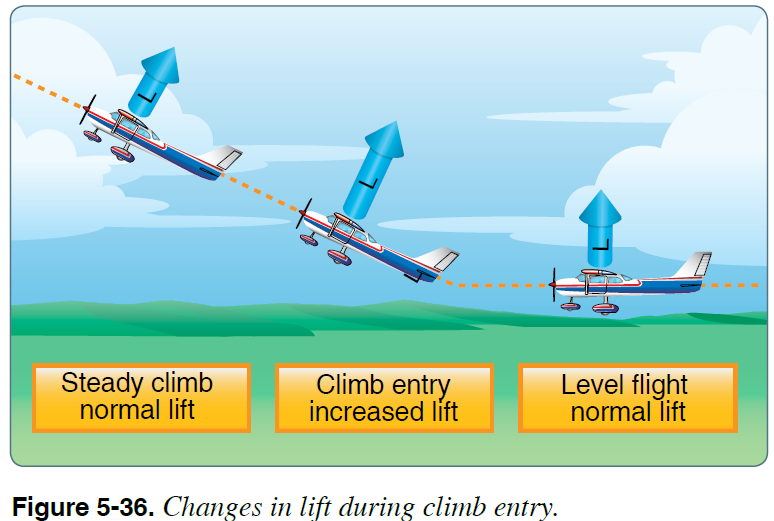 L
L
L
Steady climb
normal lift
Climb entry
increased lift
Level flight
normal lift
Figure 5-36. Changes in lift during climb entry.